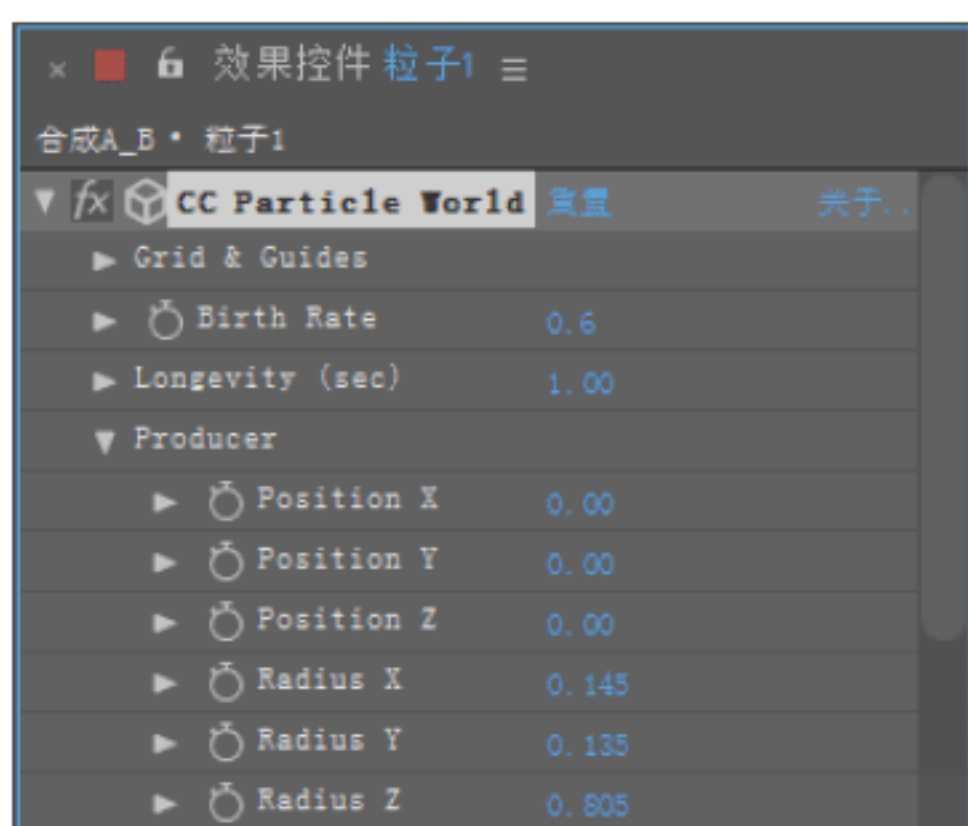 × 效果控件 粒子1 ≡
合成A_B • 粒子1
fx CC Particle World 重置 关于..
Grid & Guides
Birth Rate 0.6
Longevity (sec) 1.00
Producer
Position X 0.00
Position Y 0.00
Position Z 0.00
Radius X 0.145
Radius Y 0.135
Radius Z 0.805